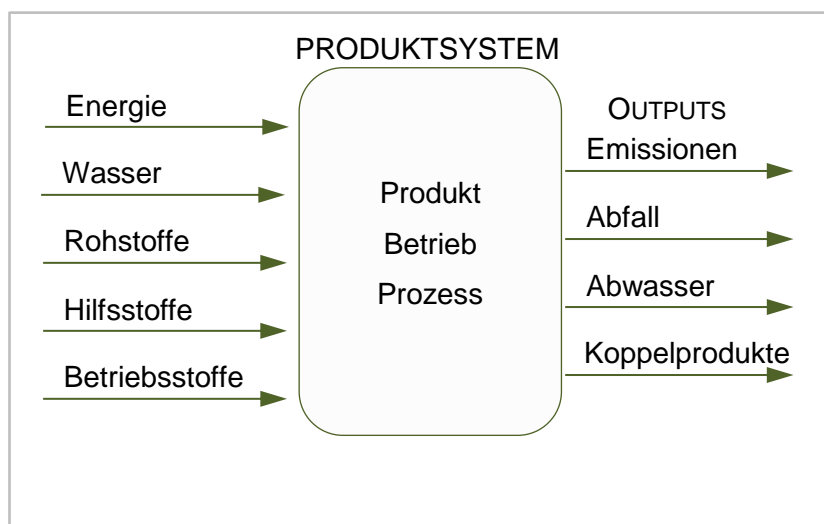 PRODUKTSYSTEM
Energie
Wasser
Rohstoffe
Hilfsstoffe
Betriebsstoffe
Produkt
Betrieb
Prozess
OUTPUTS
Emissionen
Abfall
Abwasser
Koppelprodukte